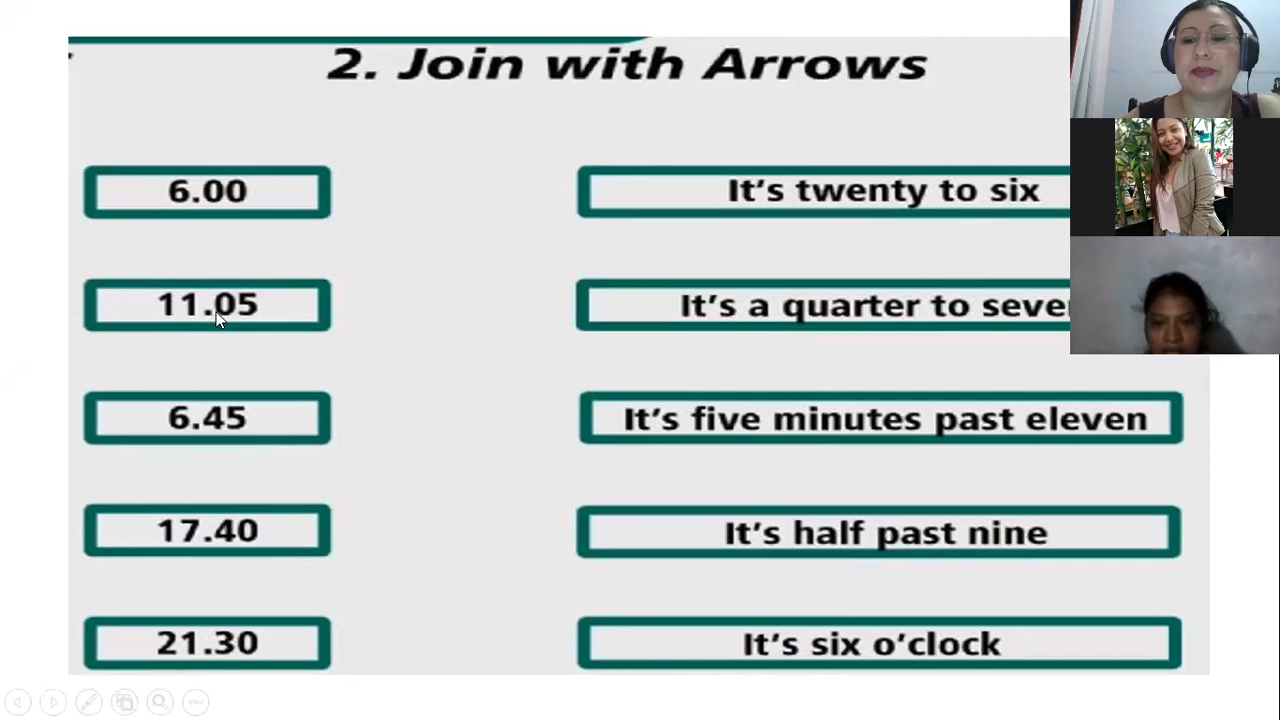 2. Join with Arrows
6.00
It's twenty to six
11.05
It's a quarter to
6.45
It's five minutes past eleven
17.40
It's half past nine
21.30
It's six o'clock